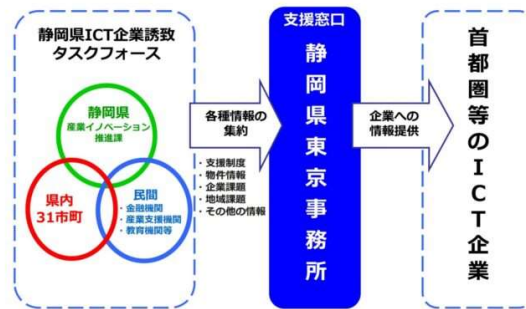 静岡県ICT企業誘致
タスクフォース
静岡県
産業イノベーション
推進課
県内
31市町
民間
・金融機関
・産業支援機関
・教育機関等
各種情報の
集約
・支援制度
・物件情報
・企業課題
・地域課題
・その他の情報
支援窓口
静岡県東京事務所
企業への
情報提供
首都圏等のICT企業